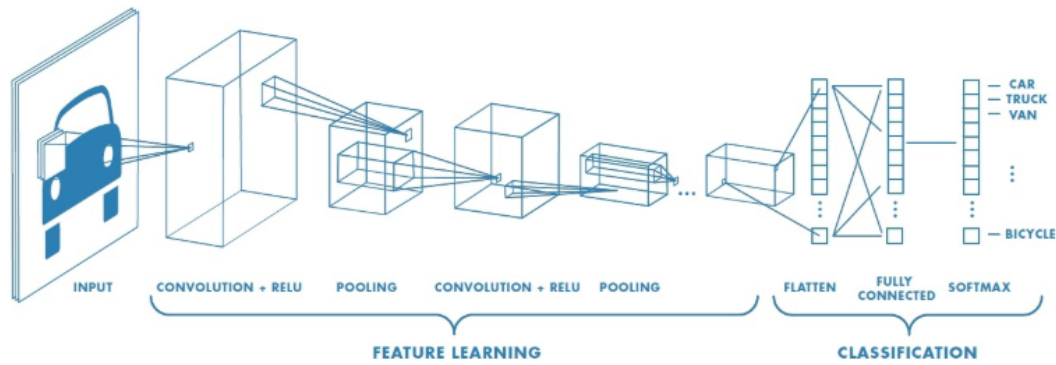 CAR
TRUCK
VAN
BICYCLE
INPUT
CONVOLUTION + RELU
POOLING
CONVOLUTION + RELU
POOLING
FLATTEN
FULLY
CONNECTED
SOFTMAX
FEATURE LEARNING
CLASSIFICATION